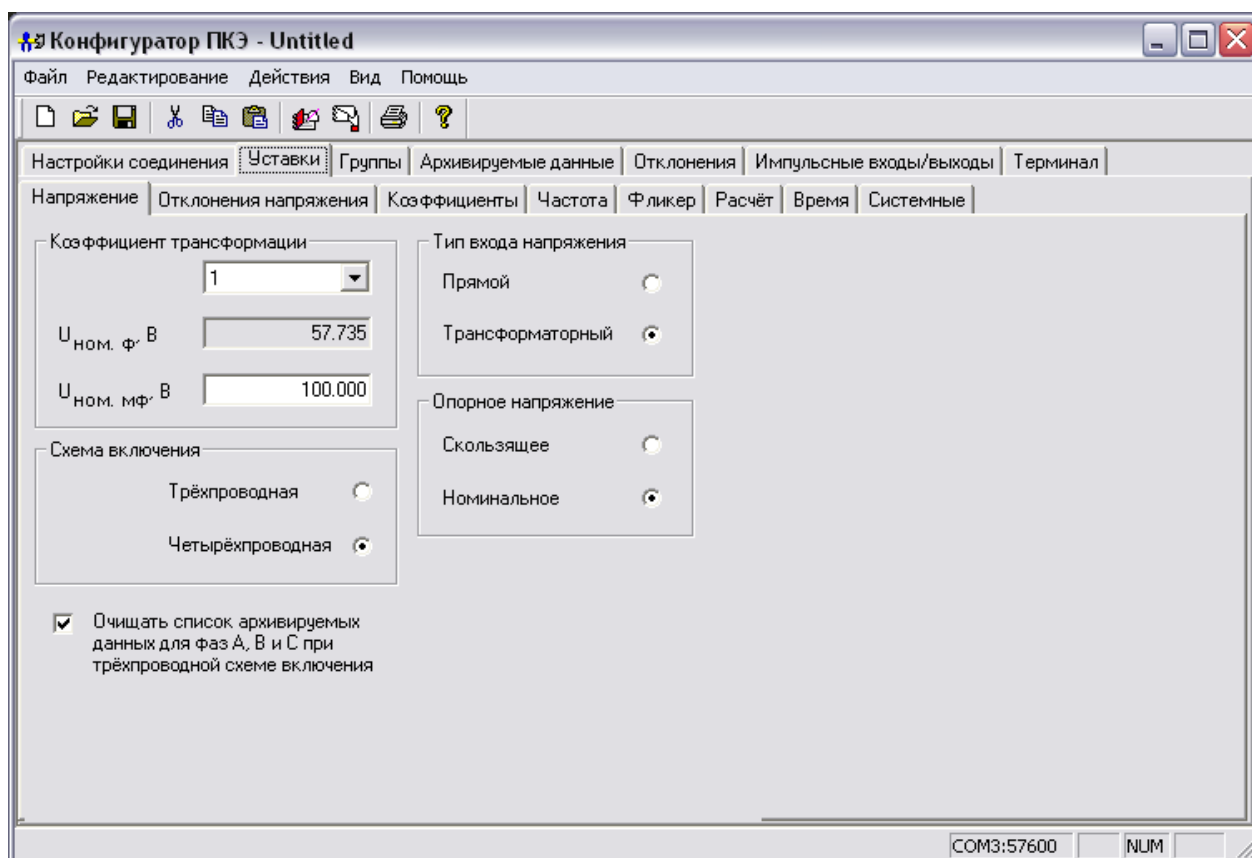 Конфигуратор ПКЭ - Untitled
Файл Редактирование Действия Вид Помощь
Настройки соединения Уставки Группы Архивируемые данные Отклонения Импульсные входы/выходы Терминал
Напряжение Отклонения напряжения Коэффициенты Частота Фликер Расчёт Время Системные
Коэффициент трансформации
1
Uном. ф, В 57.735
Uном. мф, В 100.000
Схема включения
Трёхпроводная
Четырёхпроводная
Очищать список архивируемых
данных для фаз А, В и С при
трёхпроводной схеме включения
Тип входа напряжения
Прямой
Трансформаторный
Опорное напряжение
Скользящее
Номинальное
COM3:57600 NUM